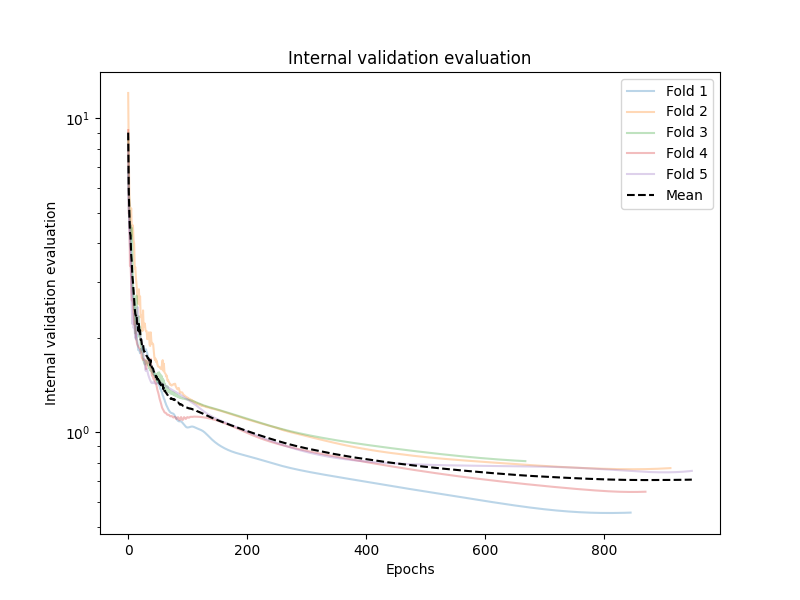 Internal validation evaluation
Internal validation evaluation
10¹
10⁰
0
200
400
600
800
Epochs
Fold 1
Fold 2
Fold 3
Fold 4
Fold 5
Mean